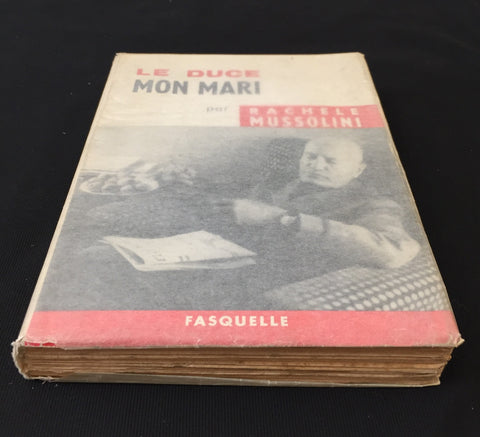 LE DUCE
MON MARI
par RACHELE
MUSSOLINI
FASQUELLE